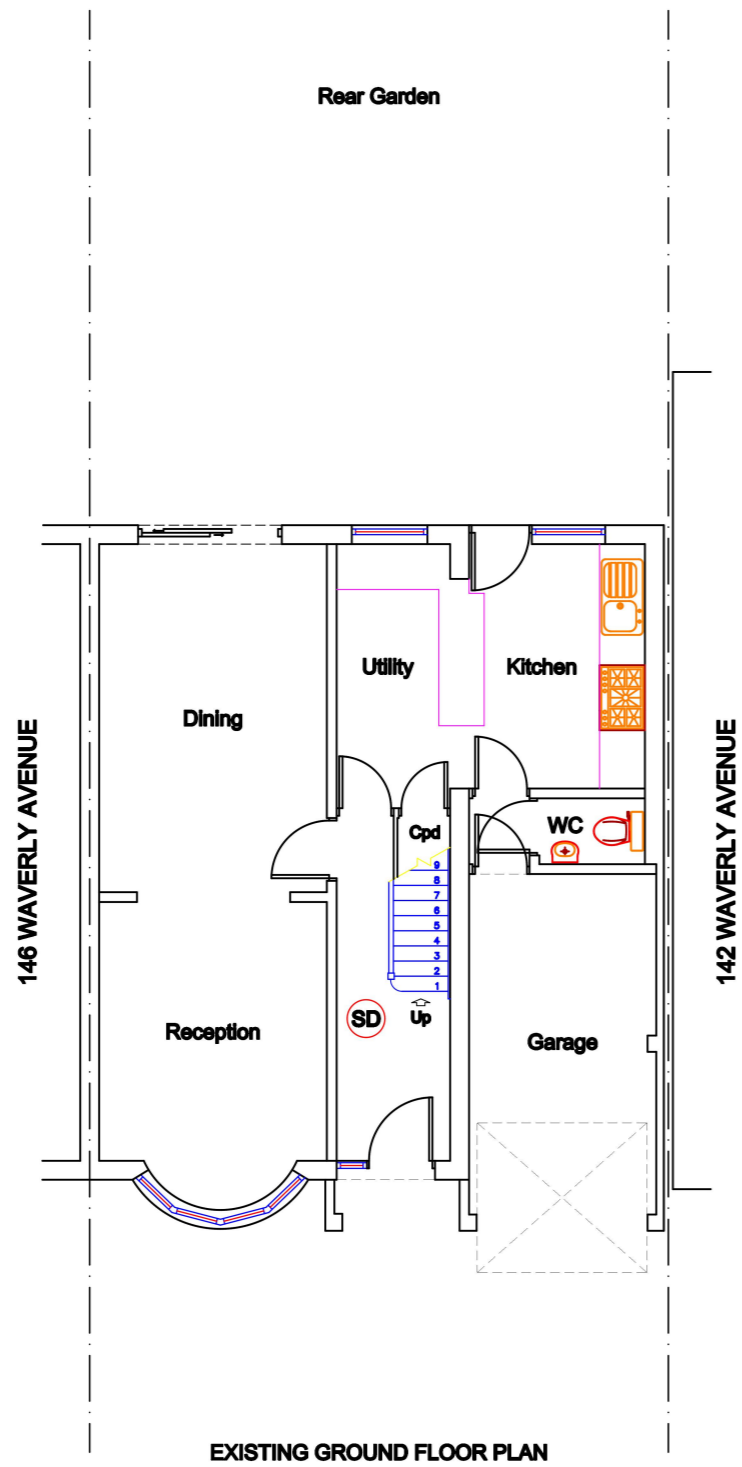 Rear Garden
Utility
Kitchen
Dining
WC
Cpd
9
8
7
6
5
4
3
2
1
SD
Up
Reception
Garage
146 WAVERLY AVENUE
142 WAVERLY AVENUE
EXISTING GROUND FLOOR PLAN